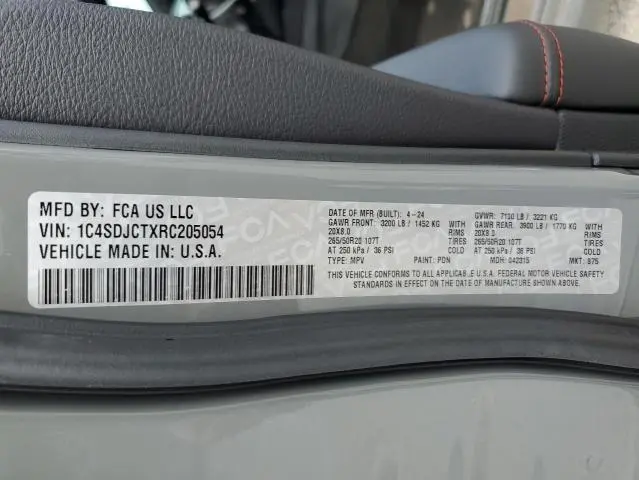 MFD BY: FCA US LLC
VIN: 1C4SDJCTXRC205054
VEHICLE MADE IN: U.S.A.
DATE OF MFR (BUILT): 4-24 GVWR: 7100 LB / 3221 KG
GAWR FRONT: 3200 LB / 1452 KG WITH GAWR REAR: 3900 LB / 1770 KG WITH
20X8.0 RIMS 20X8.0 RIMS
265/50R20 107T TIRES 265/50R20 107T TIRES
AT 250 kPa / 36 PSI COLD AT 250 kPa / 36 PSI COLD
TYPE: MPV PAINT: PDN MDH: 042315 MKT: 875
THIS VEHICLE CONFORMS TO ALL APPLICABLE U.S.A. FEDERAL MOTOR VEHICLE SAFETY
STANDARDS IN EFFECT ON THE DATE OF MANUFACTURE SHOWN ABOVE.